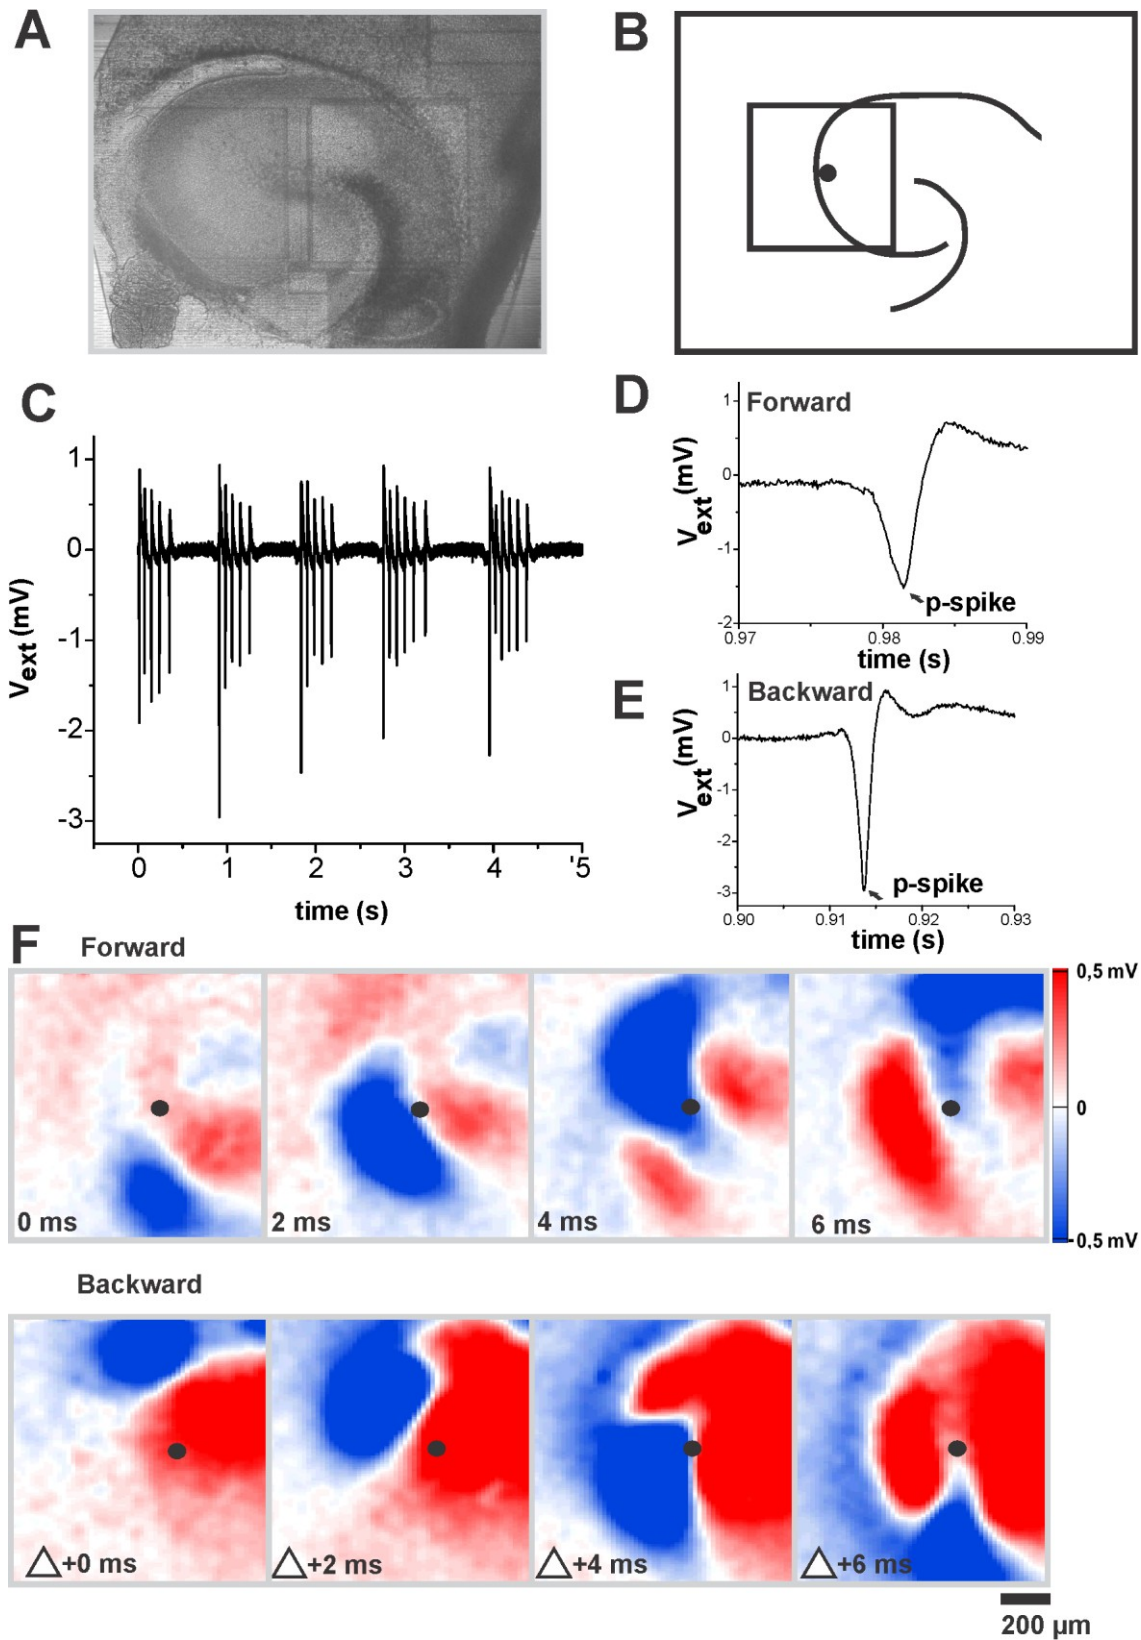 A
B
C
1
0
-1
-2
-3
Vext (mV)
0 1 2 3 4 '5
time (s)
D
Forward
1
0
-1
-2
Vext (mV)
p-spike
0.97 0.98 0.99
time (s)
E
Backward
1
0
-1
-2
-3
Vext (mV)
p-spike
0.90 0.91 0.92 0.93
time (s)
F
Forward
0 ms 2 ms 4 ms 6 ms
0,5 mV
0
-0,5 mV
Backward
△+0 ms △+2 ms △+4 ms △+6 ms
200 µm